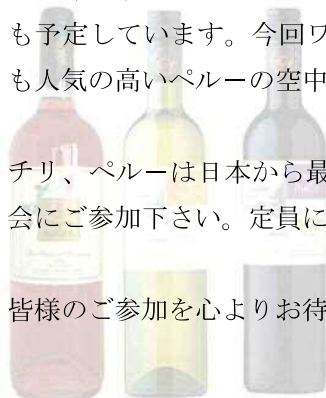 も予定しています。今回ワ
も人気の高いペルーの空中
チリ、ペルーは日本から最
会にご参加下さい。定員に
皆様のご参加を心よりお待